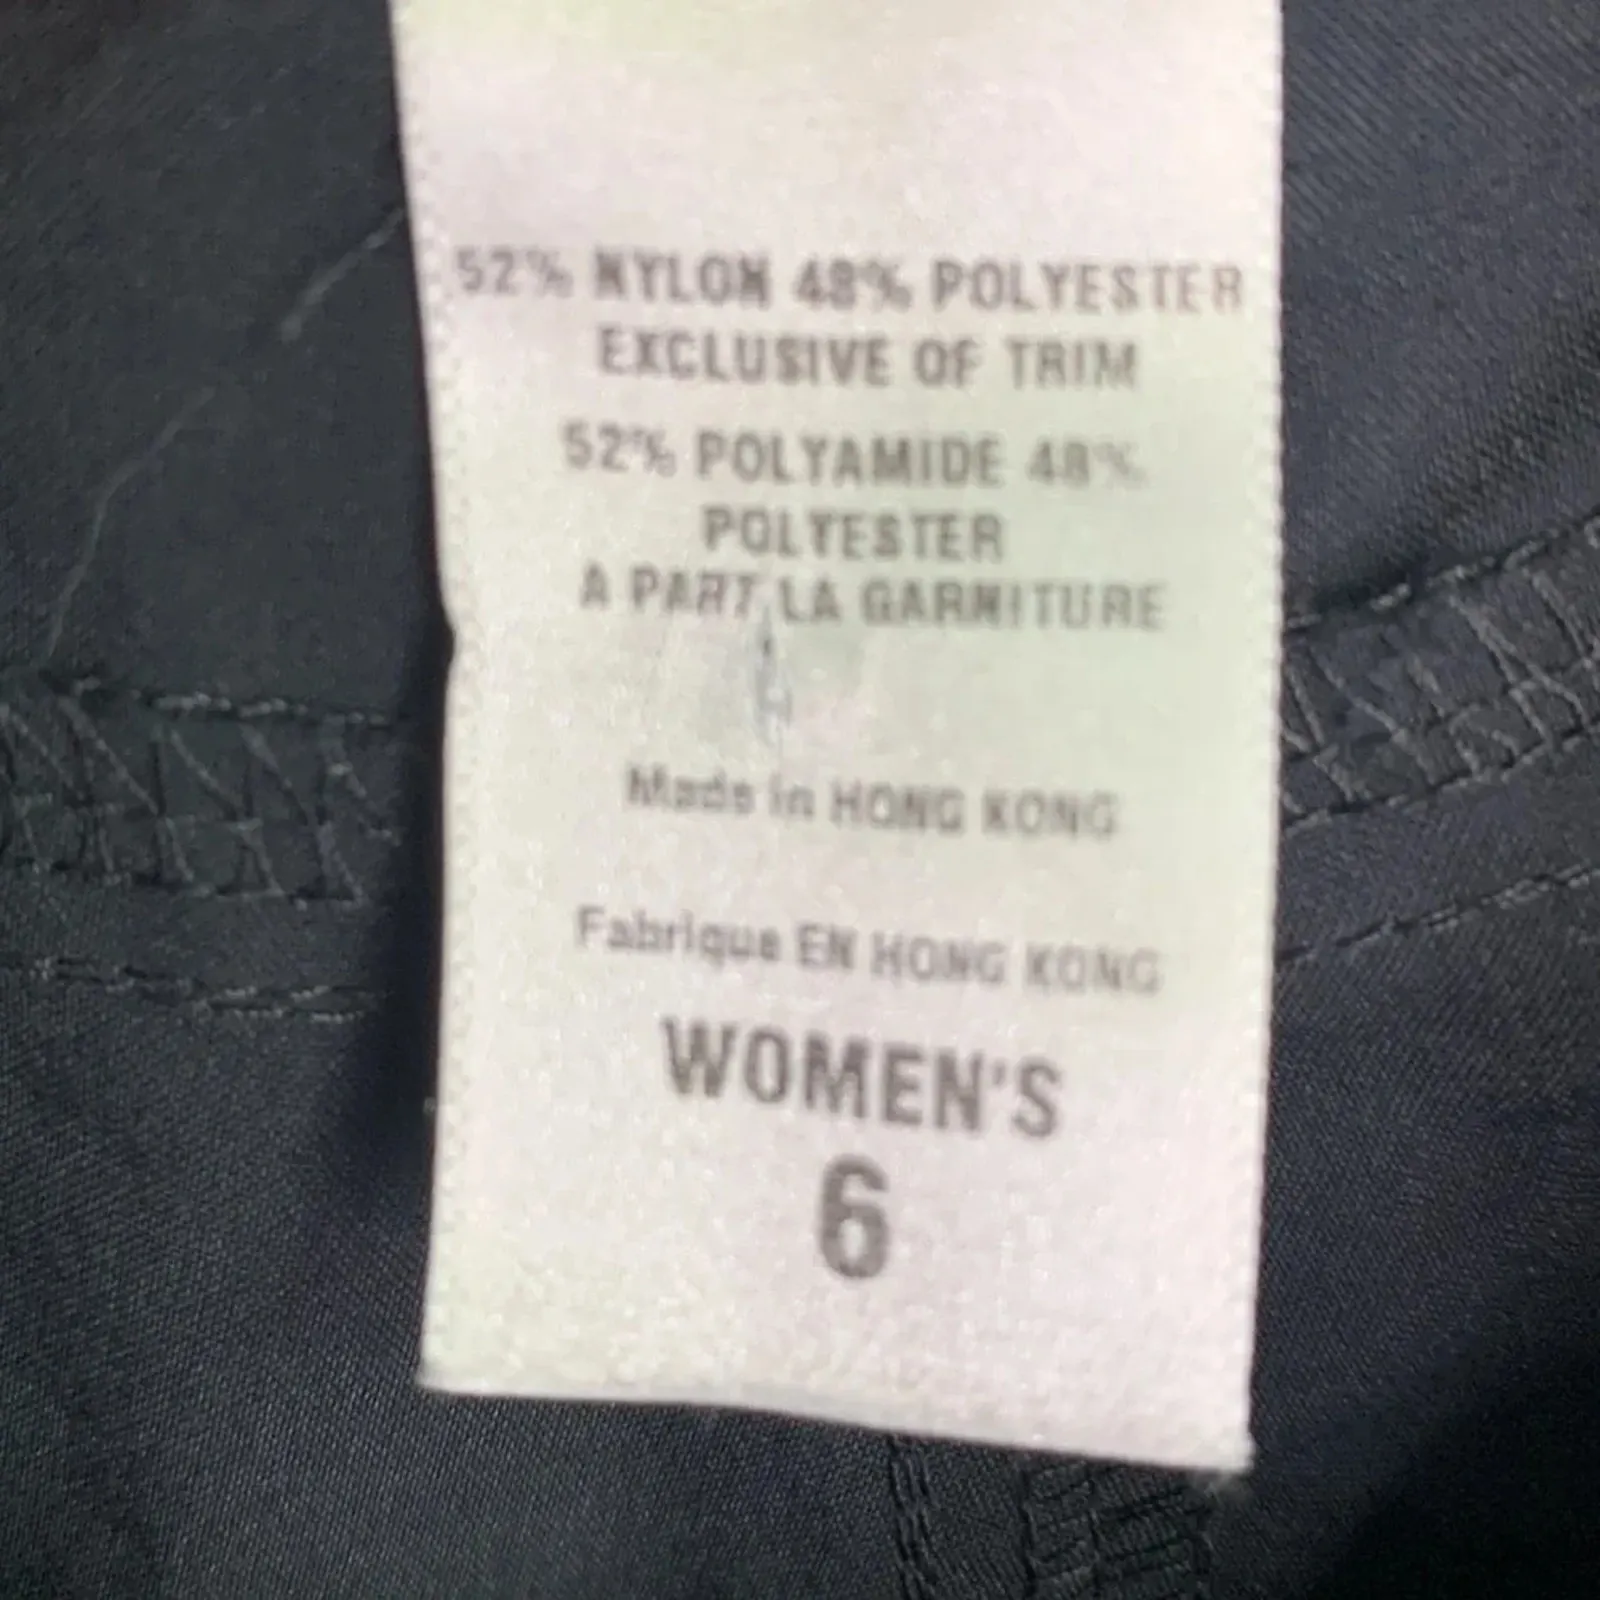 52% NYLON 48% POLYESTER
EXCLUSIVE OF TRIM
52% POLYAMIDE 48%
POLYESTER
A PART LA GARNITURE
Made in HONG KONG
Fabrique EN HONG KONG
WOMEN'S
6